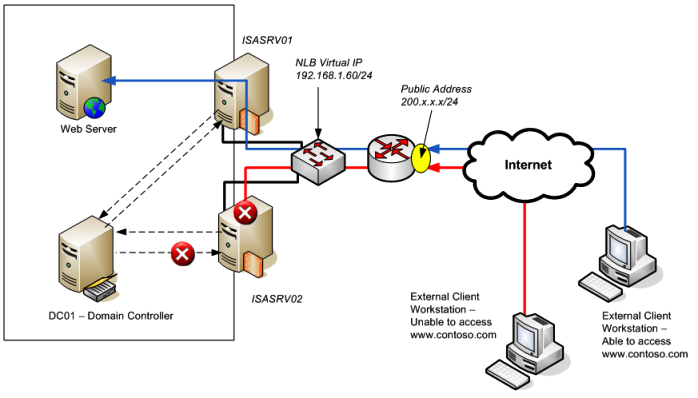 ISASRV01
NLB Virtual IP
192.168.1.60/24
Public Address
200.x.x.x/24
Web Server
Internet
DC01 – Domain Controller
ISASRV02
External Client
Workstation –
Unable to access
www.contoso.com
External Client
Workstation –
Able to access
www.contoso.com